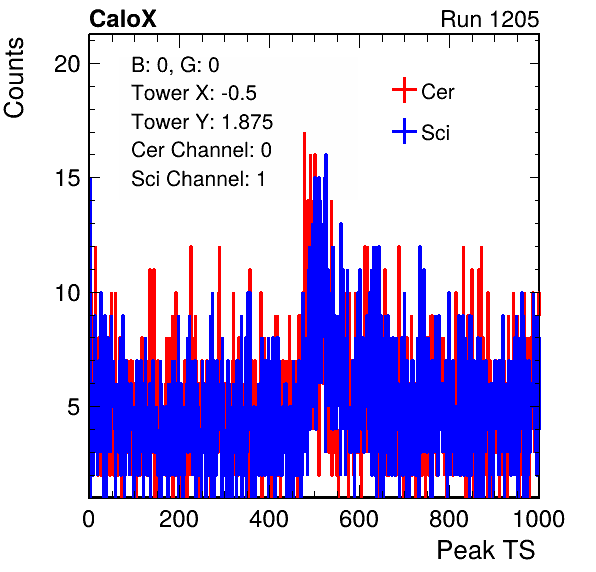 CaloX Run 1205
Counts
20
15
10
5
B: 0, G: 0
Tower X: -0.5
Tower Y: 1.875
Cer Channel: 0
Sci Channel: 1
Cer
Sci
0 200 400 600 800 1000
Peak TS